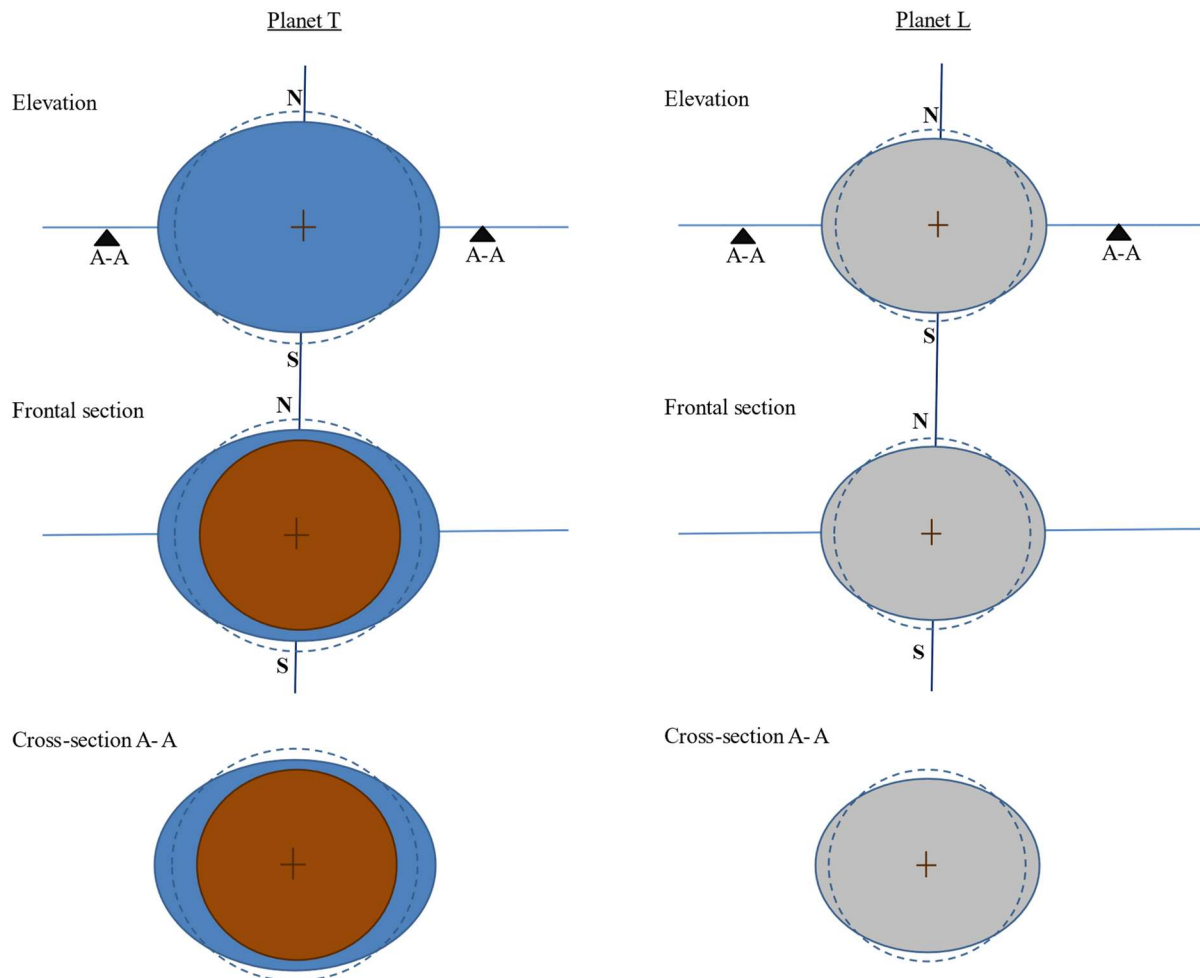 Planet T
Planet L
Elevation
N
A-A
A-A
S
Elevation
N
A-A
A-A
S
Frontal section
N
S
Frontal section
N
S
Cross-section A- A
Cross-section A- A